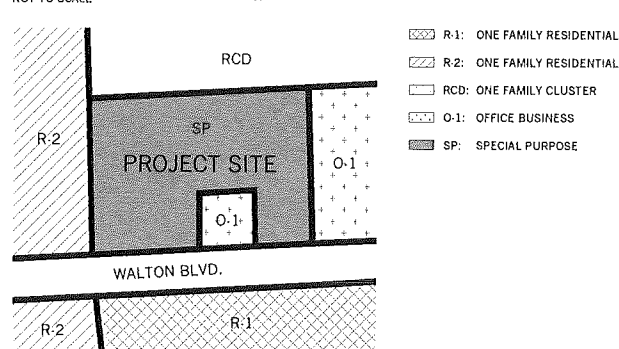 NOT TO SCALE
R-1: ONE FAMILY RESIDENTIAL
R-2: ONE FAMILY RESIDENTIAL
RCD: ONE FAMILY CLUSTER
O-1: OFFICE BUSINESS
SP: SPECIAL PURPOSE
RCD
SP
R-2
PROJECT SITE
O-1
O-1
WALTON BLVD.
R-2
R-1